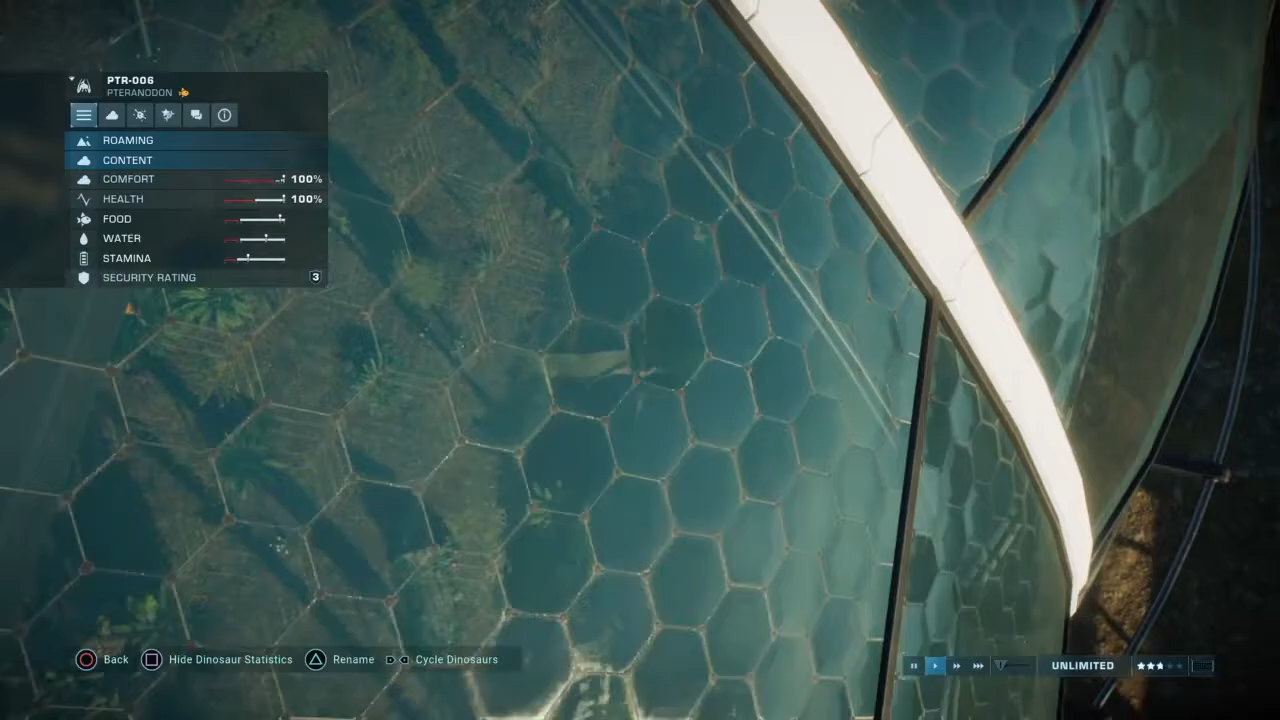 PTR-006
PTERANODON
ROAMING
CONTENT
COMFORT 100%
HEALTH 100%
FOOD
WATER
STAMINA
SECURITY RATING 3
Back Hide Dinosaur Statistics Rename Cycle Dinosaurs
UNLIMITED